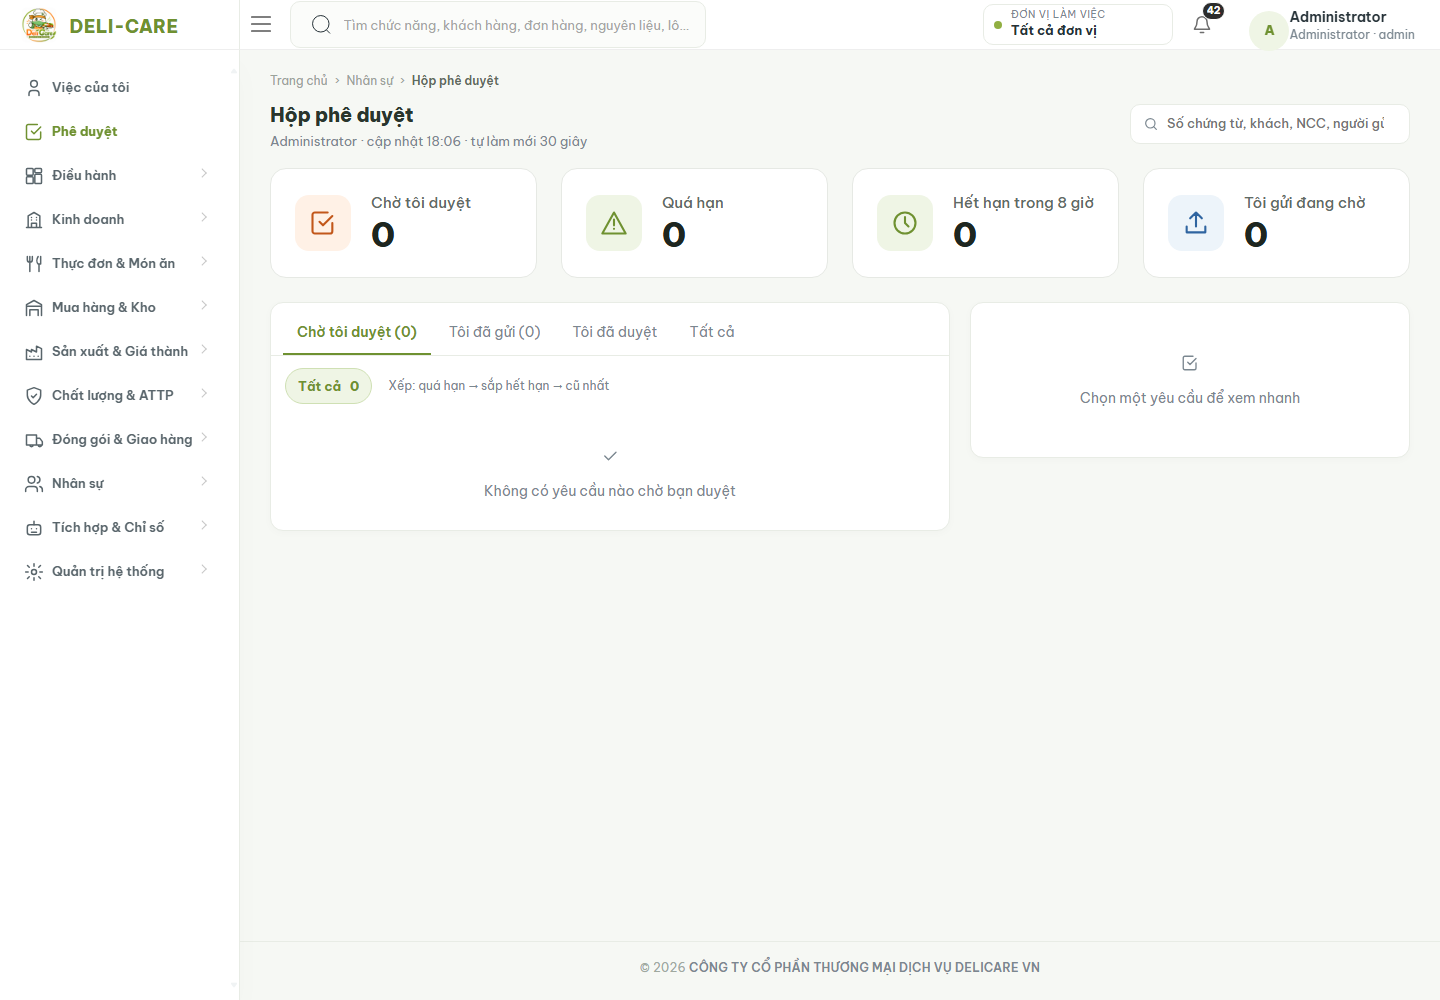 DELI-CARE
Tìm chức năng, khách hàng, đơn hàng, nguyên liệu, lô...
ĐƠN VỊ LÀM VIỆC
Tất cả đơn vị
42
A
Administrator
Administrator · admin
Việc của tôi
Phê duyệt
Điều hành
Kinh doanh
Thực đơn & Món ăn
Mua hàng & Kho
Sản xuất & Giá thành
Chất lượng & ATTP
Đóng gói & Giao hàng
Nhân sự
Tích hợp & Chỉ số
Quản trị hệ thống
Trang chủ › Nhân sự › Hộp phê duyệt
Hộp phê duyệt
Administrator · cập nhật 18:06 · tự làm mới 30 giây
Số chứng từ, khách, NCC, người gử
Chờ tôi duyệt
0
Quá hạn
0
Hết hạn trong 8 giờ
0
Tôi gửi đang chờ
0
Chờ tôi duyệt (0) Tôi đã gửi (0) Tôi đã duyệt Tất cả
Tất cả 0 Xếp: quá hạn → sắp hết hạn → cũ nhất
Không có yêu cầu nào chờ bạn duyệt
Chọn một yêu cầu để xem nhanh
© 2026 CÔNG TY CỔ PHẦN THƯƠNG MẠI DỊCH VỤ DELICARE VN